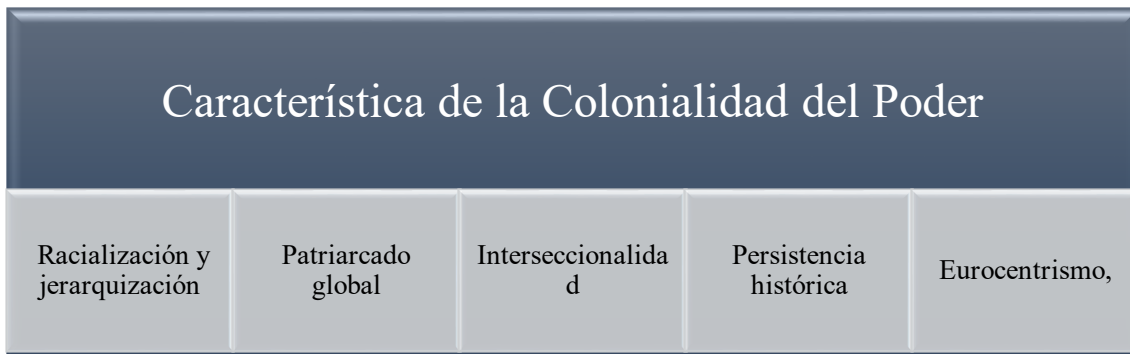 Característica de la Colonialidad del Poder
Racialización y
jerarquización
Patriarcado
global
Interseccionalida
d
Persistencia
histórica
Eurocentrismo,